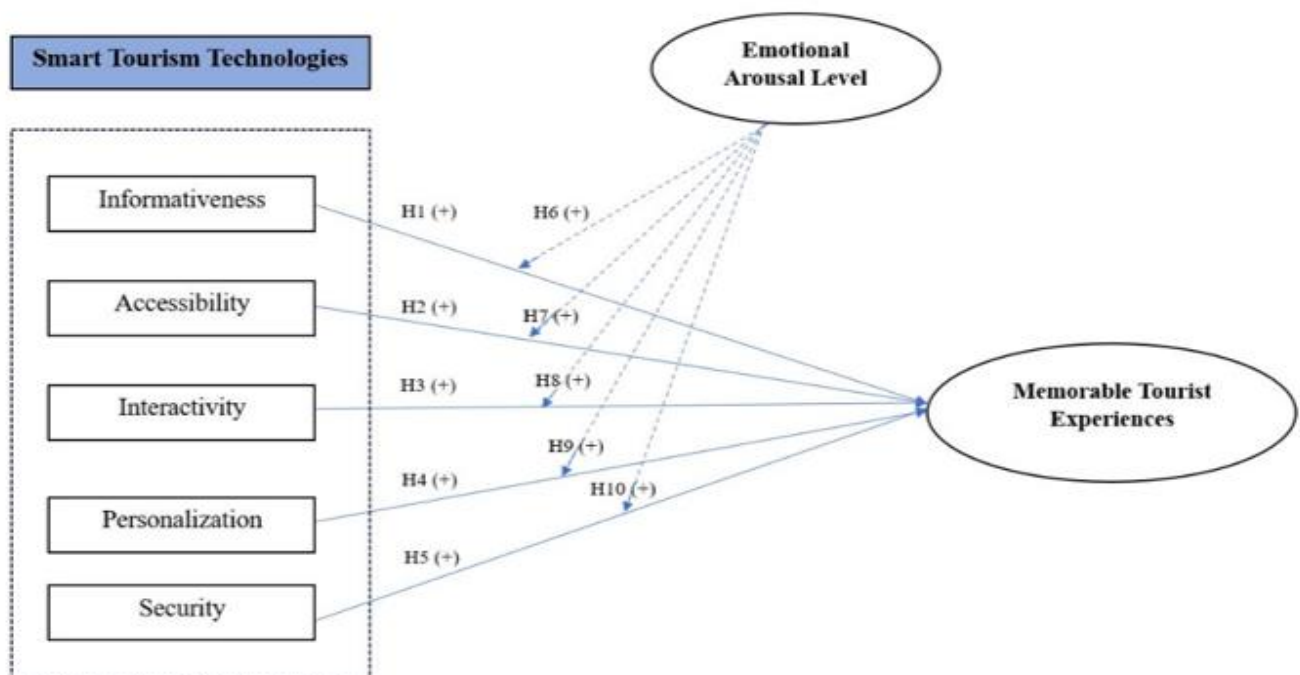 Smart Tourism Technologies
Emotional
Arousal Level
Informativeness
H1 (+)
H6 (+)
Accessibility
H2 (+)
H7 (+)
Interactivity
H3 (+)
H8 (+)
Memorable Tourist
Experiences
H9 (+)
Personalization
H4 (+)
H10 (+)
Security
H5 (+)